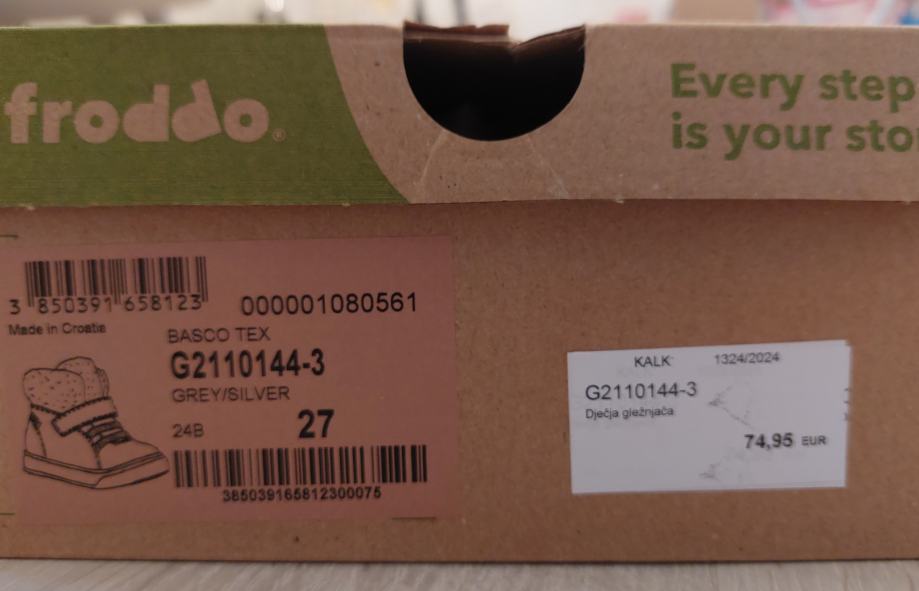 froddo®
Every step
is your sto
3 850391 658123
000001080561
Made in Croatia
BASCO TEX
G2110144-3
GREY/SILVER
24B
27
385039165812300075
KALK 1324/2024
G2110144-3
Dječja gležnjača
74,95 EUR